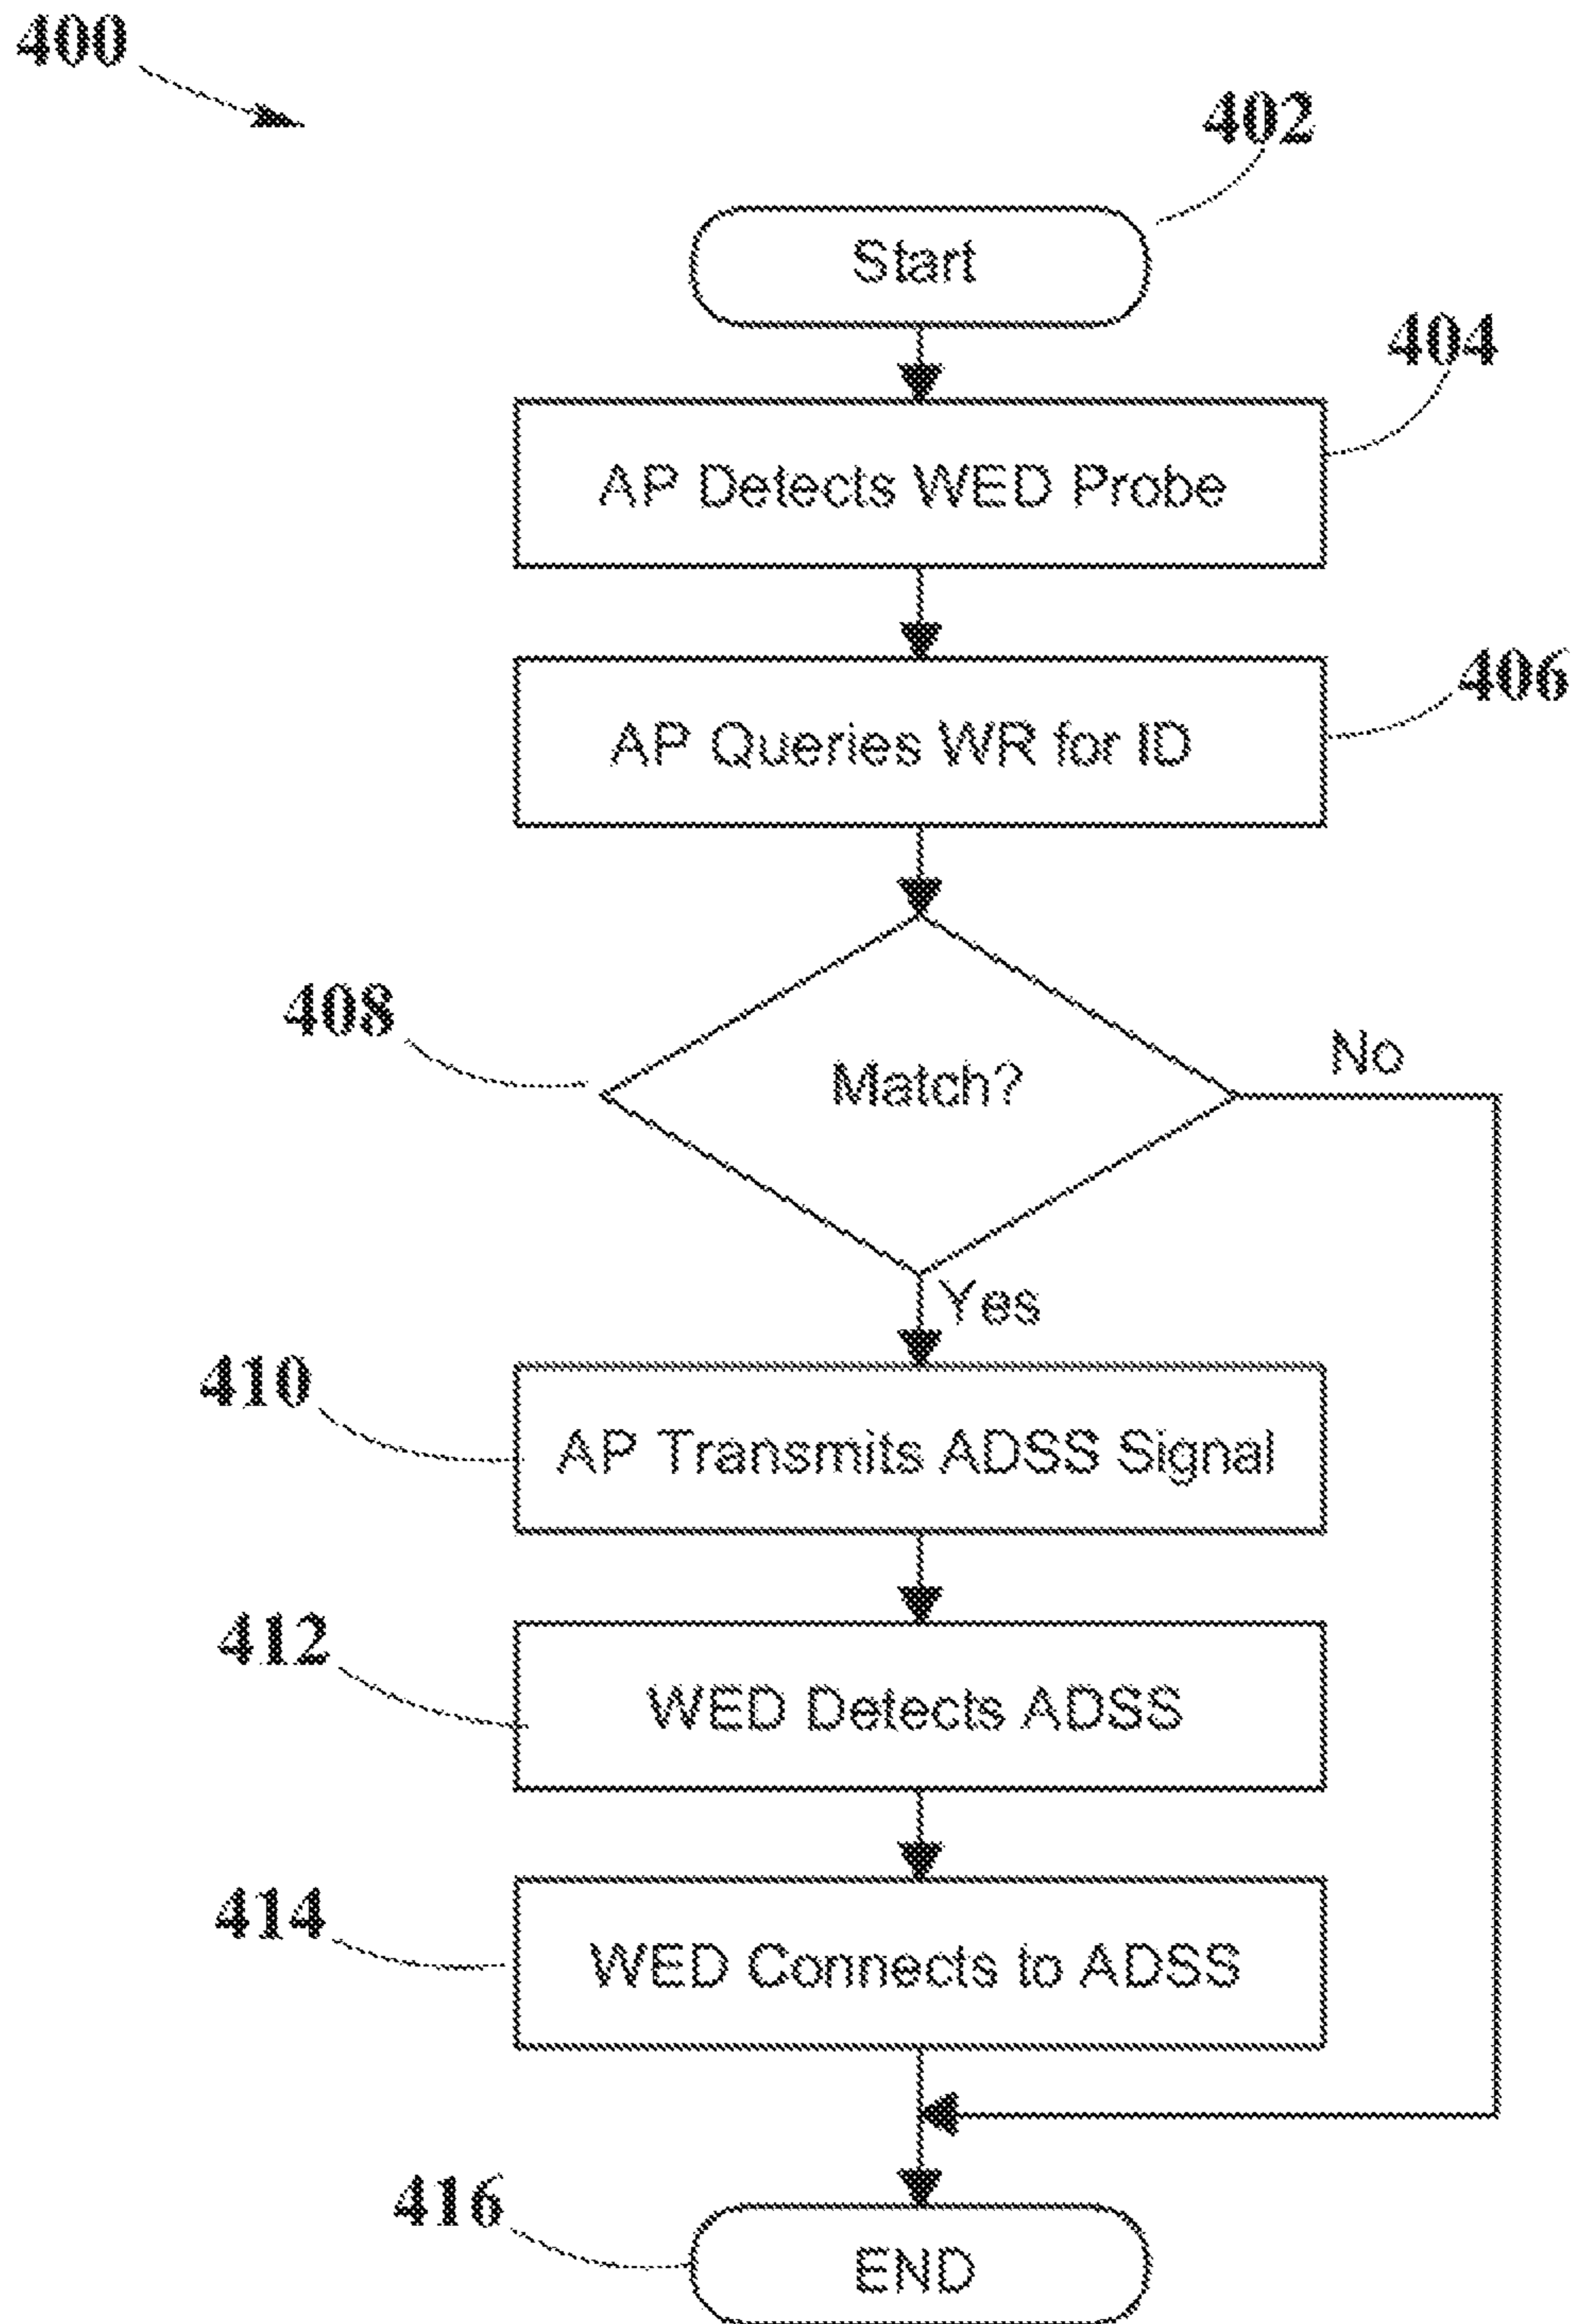 400
402
Start
404
AP Detects WED Probe
406
AP Queries WR for ID
408
Match?
No
Yes
410
AP Transmits ADSS Signal
412
WED Detects ADSS
414
WED Connects to ADSS
416
END